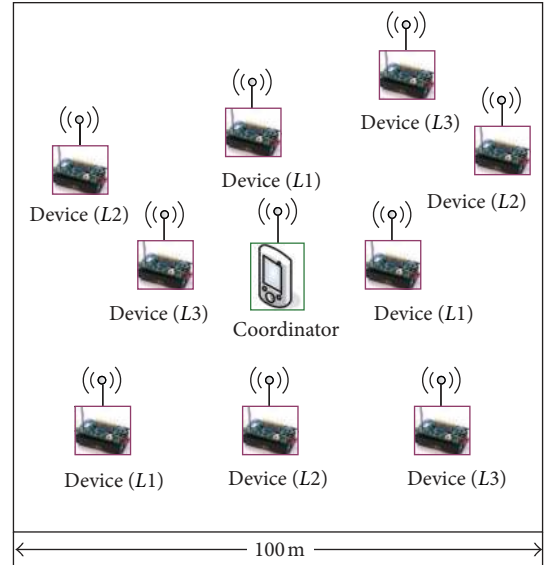 Device (L3)
Device (L1)
Device (L2)
Device (L2)
Device (L3)
Coordinator
Device (L1)
Device (L1)
Device (L2)
Device (L3)
100 m